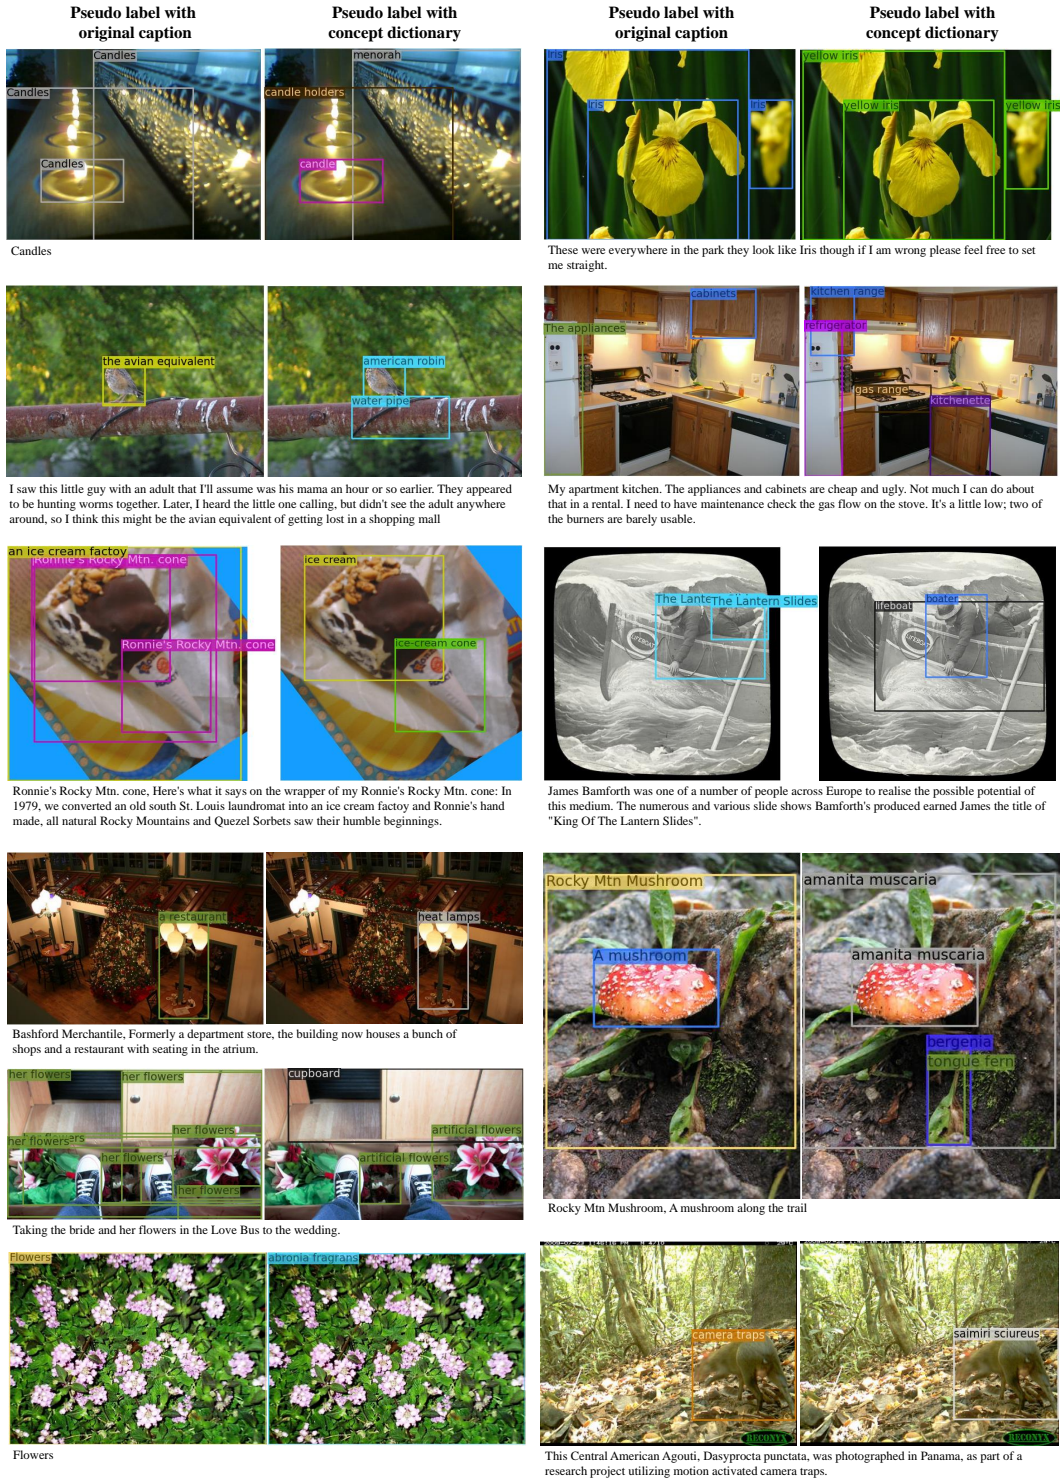 Pseudo label with
original caption
Pseudo label with
concept dictionary
Pseudo label with
original caption
Pseudo label with
concept dictionary
Candles
Candles
Candles
menorah
candle holders
candle
Candles
Iris
Iris
Iris
yellow iris
yellow iris
yellow iris
These were everywhere in the park they look like Iris though if I am wrong please feel free to set
me straight.
the avian equivalent
american robin
water pipe
I saw this little guy with an adult that I'll assume was his mama an hour or so earlier. They appeared
to be hunting worms together. Later, I heard the little one calling, but didn't see the adult anywhere
around, so I think this might be the avian equivalent of getting lost in a shopping mall
cabinets
The appliances
kitchen range
refrigerator
gas range
kitchenette
My apartment kitchen. The appliances and cabinets are cheap and ugly. Not much I can do about
that in a rental. I need to have maintenance check the gas flow on the stove. It's a little low; two of
the burners are barely usable.
an ice cream factoy
Ronnie's Rocky Mtn. cone
Ronnie's Rocky Mtn. cone
ice cream
ice-cream cone
Ronnie's Rocky Mtn. cone, Here's what it says on the wrapper of my Ronnie's Rocky Mtn. cone: In
1979, we converted an old south St. Louis laundromat into an ice cream factoy and Ronnie's hand
made, all natural Rocky Mountains and Quezel Sorbets saw their humble beginnings.
The Lante
The Lantern Slides
LIFEBOAT
lifeboat
boater
LIFEBOAT
James Bamforth was one of a number of people across Europe to realise the possible potential of
this medium. The numerous and various slide shows Bamforth's produced earned James the title of
"King Of The Lantern Slides".
a restaurant
heat lamps
Bashford Merchantile, Formerly a department store, the building now houses a bunch of
shops and a restaurant with seating in the atrium.
Rocky Mtn Mushroom
A mushroom
amanita muscaria
amanita muscaria
bergenia
tongue fern
Rocky Mtn Mushroom, A mushroom along the trail
her flowers
her flowers
her flowers
her flowers
her flowers
her flowers
cupboard
artificial flowers
artificial flowers
Taking the bride and her flowers in the Love Bus to the wedding.
Flowers
abronia fragrans
Flowers
camera traps
RECONYX
saimiri sciureus
RECONYX
This Central American Agouti, Dasyprocta punctata, was photographed in Panama, as part of a
research project utilizing motion activated camera traps.